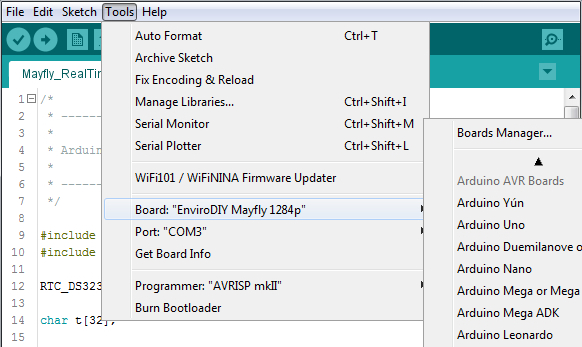 File Edit Sketch Tools Help
Auto Format Ctrl+T
Archive Sketch
Fix Encoding & Reload
Manage Libraries... Ctrl+Shift+I
Serial Monitor Ctrl+Shift+M
Serial Plotter Ctrl+Shift+L
WiFi101 / WiFiNINA Firmware Updater
Board: "EnviroDIY Mayfly 1284p"
Port: "COM3"
Get Board Info
Programmer: "AVRISP mkII"
Burn Bootloader
Boards Manager...
Arduino AVR Boards
Arduino Yún
Arduino Uno
Arduino Duemilanove o
Arduino Nano
Arduino Mega or Mega
Arduino Mega ADK
Arduino Leonardo
Mayfly_RealTin
1 /*
2 * -----
3 *
4 * Arduin
5 *
6 * -----
7 */
8
9 #include
10 #include
11
12 RTC_DS323
13
14 char t[32];